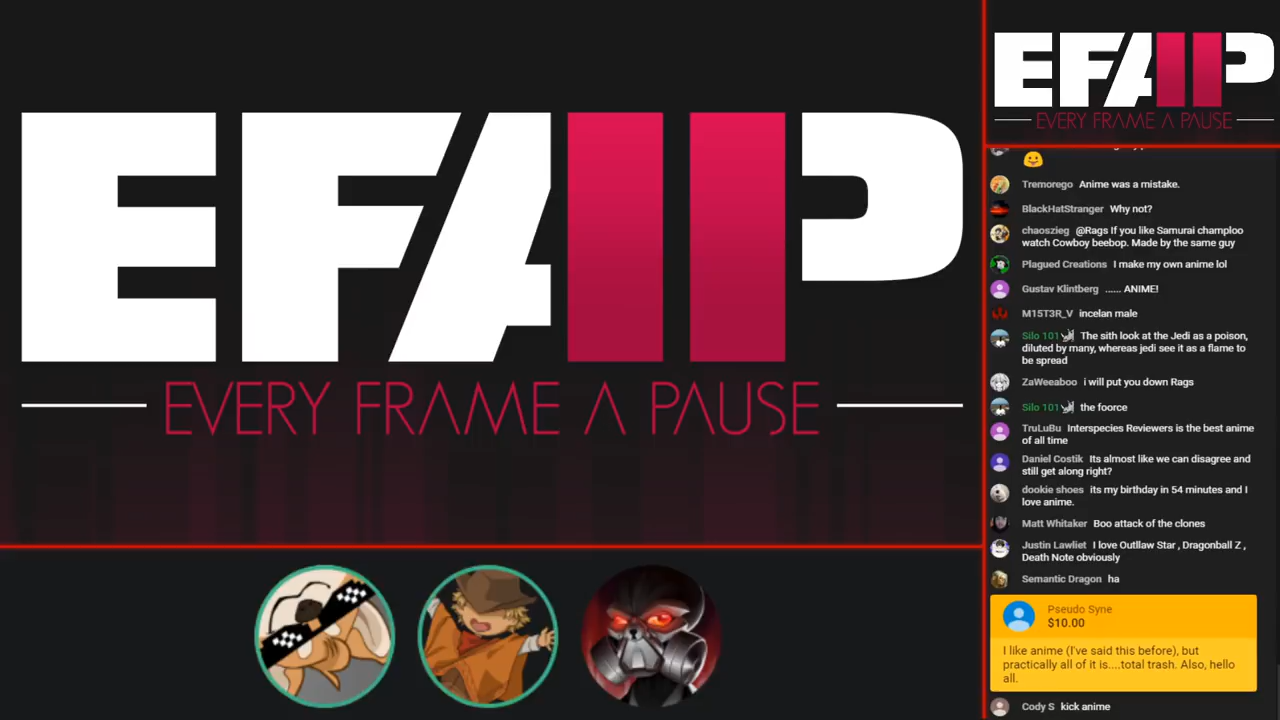 EFAP
EVERY FRAME A PAUSE
EFAP
EVERY FRAME A PAUSE
Tremorego Anime was a mistake.
BlackHatStranger Why not?
chaoszieg @Rags If you like Samurai champloo
watch Cowboy beebop. Made by the same guy
Plagued Creations I make my own anime lol
Gustav Klintberg ...... ANIME!
M15T3R_V incelan male
Silo 101 The sith look at the Jedi as a poison,
diluted by many, whereas jedi see it as a flame to
be spread
ZaWeeaboo i will put you down Rags
Silo 101 the foorce
TruLuBu Interspecies Reviewers is the best anime
of all time
Daniel Costik Its almost like we can disagree and
still get along right?
dookie shoes its my birthday in 54 minutes and I
love anime.
Matt Whitaker Boo attack of the clones
Justin Lawliet I love Outllaw Star , Dragonball Z ,
Death Note obviously
Semantic Dragon ha
Pseudo Syne
$10.00
I like anime (I've said this before), but
practically all of it is....total trash. Also, hello
all.
Cody S kick anime